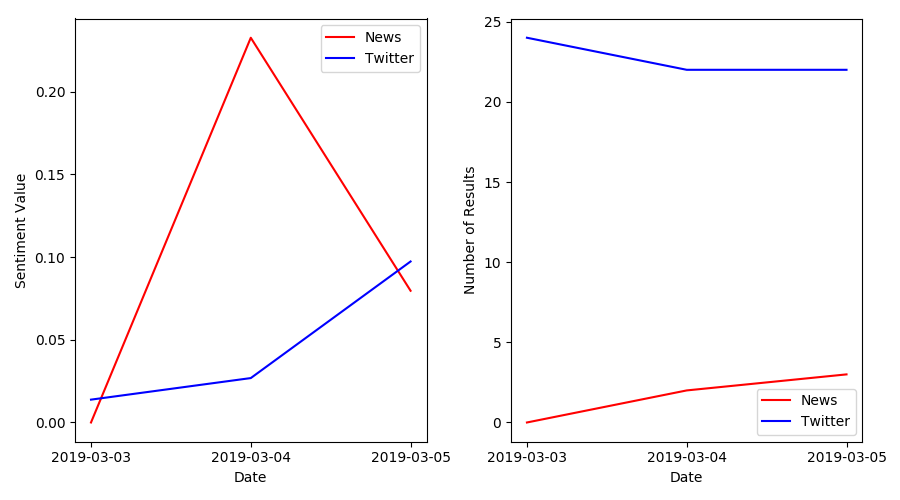 News
Twitter
0.20
0.15
0.10
0.05
0.00
Sentiment Value
2019-03-03
2019-03-04
2019-03-05
Date
25
20
15
10
5
0
Number of Results
News
Twitter
2019-03-03
2019-03-04
2019-03-05
Date